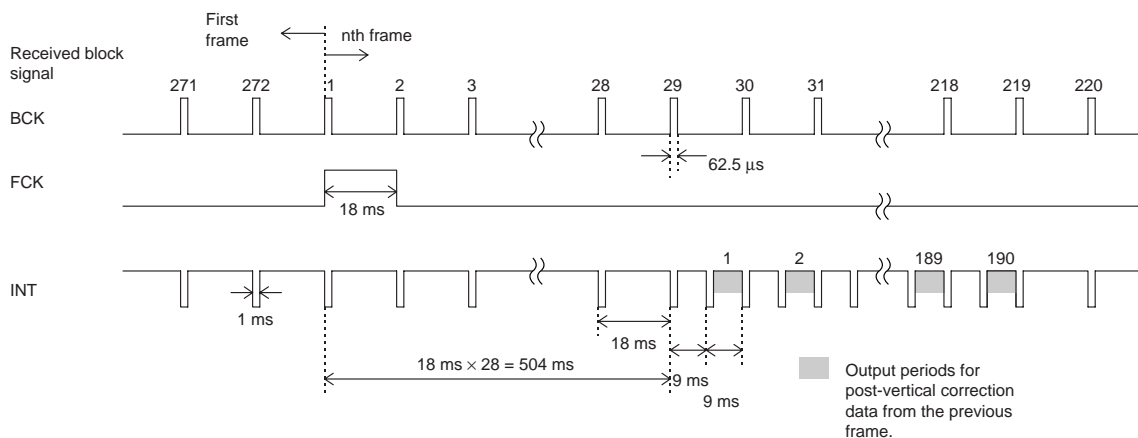 First
frame
nth frame
Received block
signal
271 272 1 2 3 28 29 30 31 218 219 220
BCK
62.5 µs
FCK
18 ms
1 2 189 190
INT
1 ms
18 ms
18 ms × 28 = 504 ms
9 ms
9 ms
Output periods for
post-vertical correction
data from the previous
frame.